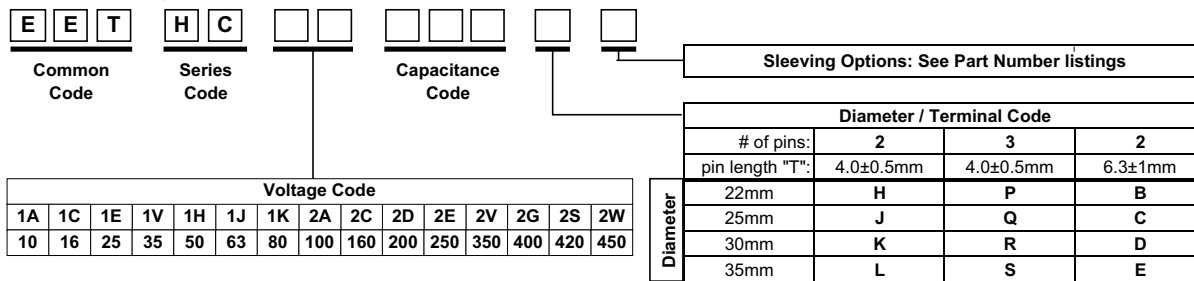 E E T H C
Common Code
Series Code
Capacitance Code
Sleeving Options: See Part Number listings
Diameter / Terminal Code
# of pins: 2 3 2
pin length "T": 4.0±0.5mm 4.0±0.5mm 6.3±1mm
Diameter
22mm H P B
25mm J Q C
30mm K R D
35mm L S E
Voltage Code
1A 1C 1E 1V 1H 1J 1K 2A 2C 2D 2E 2V 2G 2S 2W
10 16 25 35 50 63 80 100 160 200 250 350 400 420 450